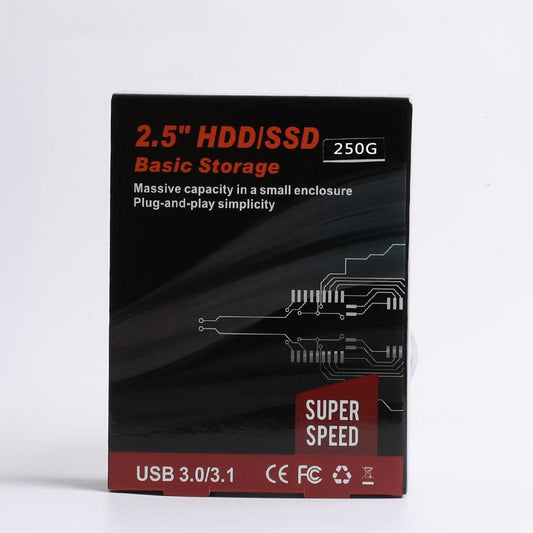 2.5" HDD/SSD
250G
Basic Storage
Massive capacity in a small enclosure
Plug-and-play simplicity
SUPER
SPEED
USB 3.0/3.1 CE FC